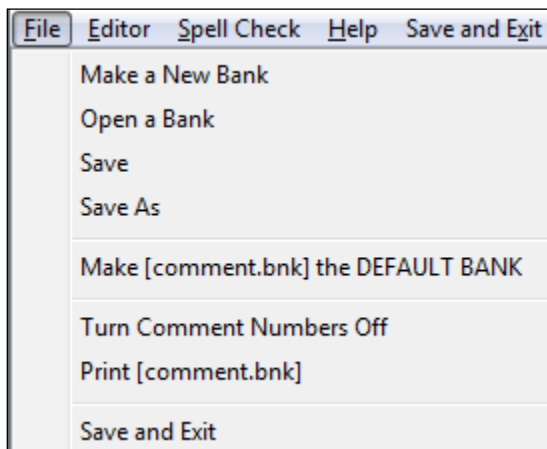 File Editor Spell Check Help Save and Exit
Make a New Bank
Open a Bank
Save
Save As
Make [comment.bnk] the DEFAULT BANK
Turn Comment Numbers Off
Print [comment.bnk]
Save and Exit